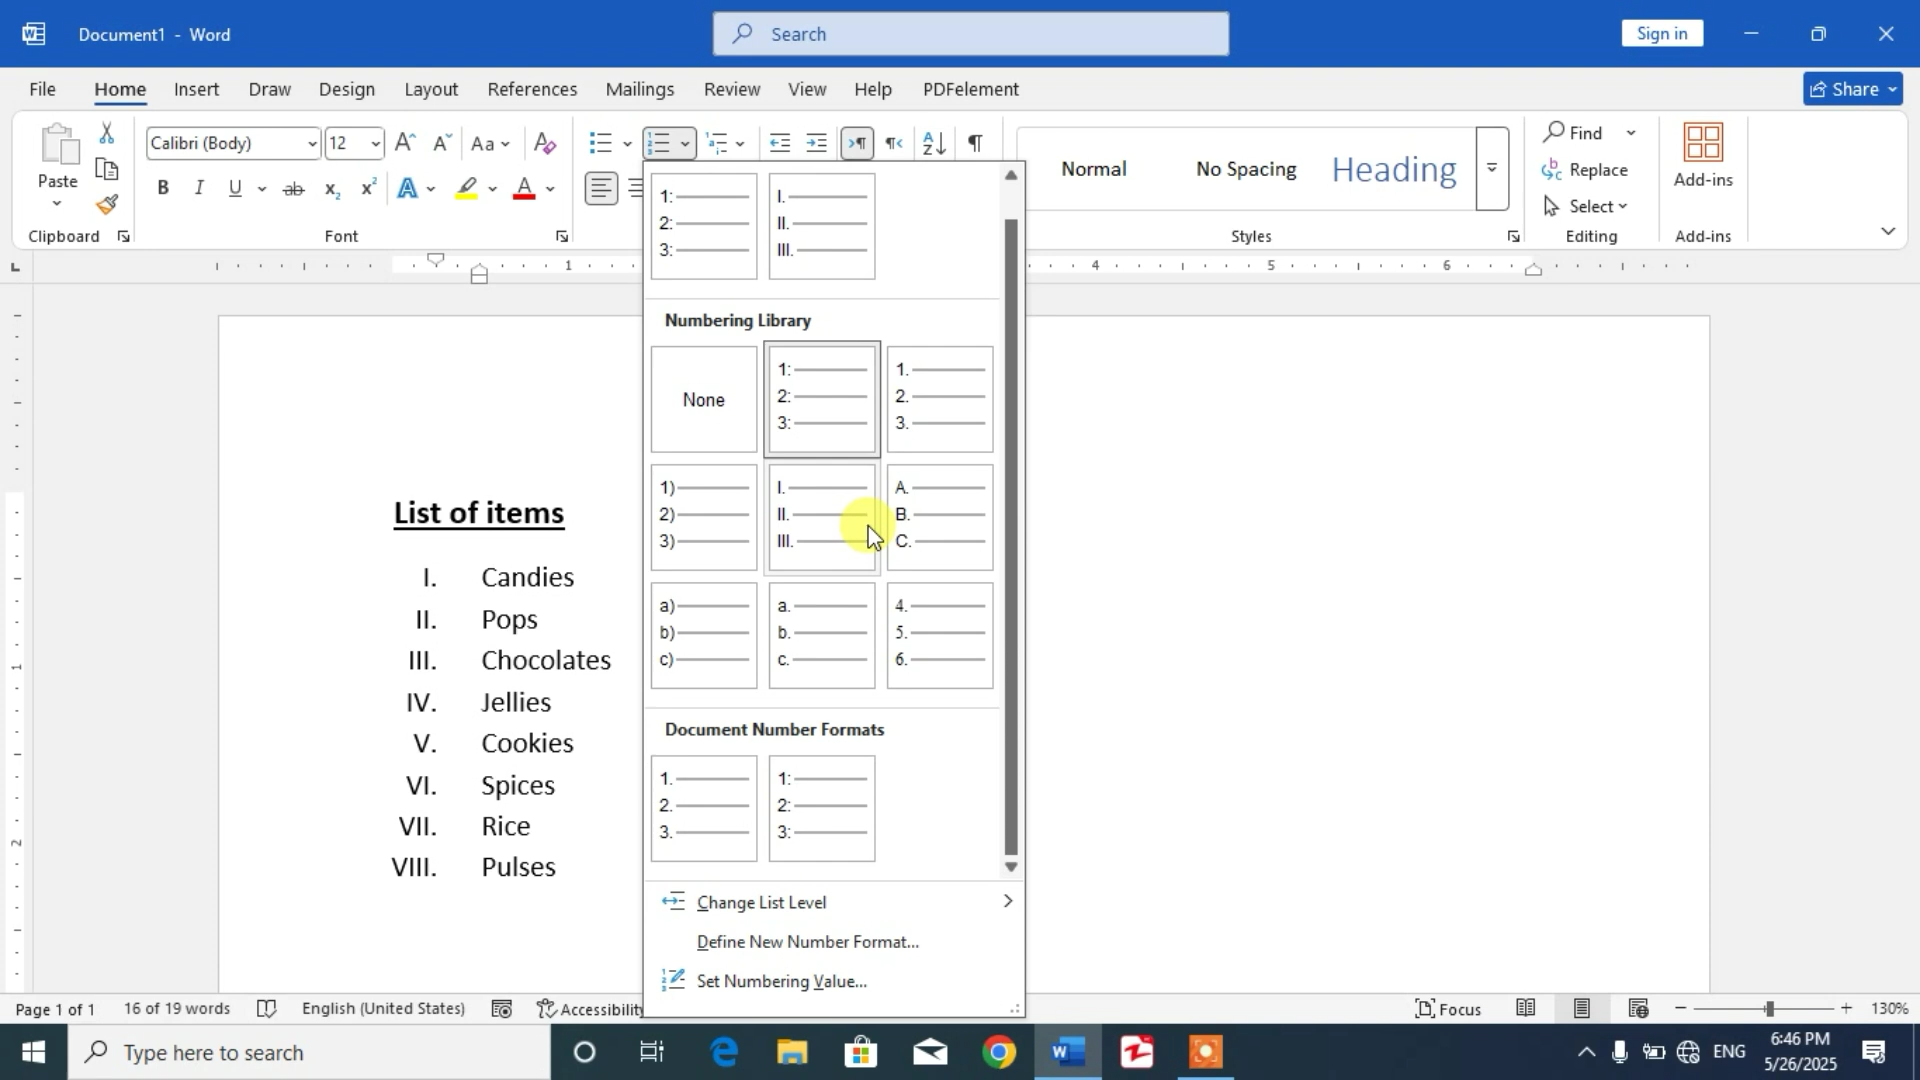 Document1 - Word
Search
Sign in
File Home Insert Draw Design Layout References Mailings Review View Help PDFelement
Share
Paste
Clipboard
Calibri (Body) 12
Font
Normal No Spacing Heading
Styles
Find
Replace
Select
Editing
Add-ins
Add-ins
1 4 5 6
1: 2: 3:
I. II. III.
Numbering Library
None
1: 2: 3:
1. 2. 3.
1) 2) 3)
I. II. III.
A. B. C.
a) b) c)
a. b. c.
4. 5. 6.
Document Number Formats
1. 2. 3.
1: 2: 3:
Change List Level
Define New Number Format...
Set Numbering Value...
List of items
I. Candies
II. Pops
III. Chocolates
IV. Jellies
V. Cookies
VI. Spices
VII. Rice
VIII. Pulses
Page 1 of 1 16 of 19 words English (United States) Accessibility
Focus 130%
Type here to search
ENG
6:46 PM
5/26/2025